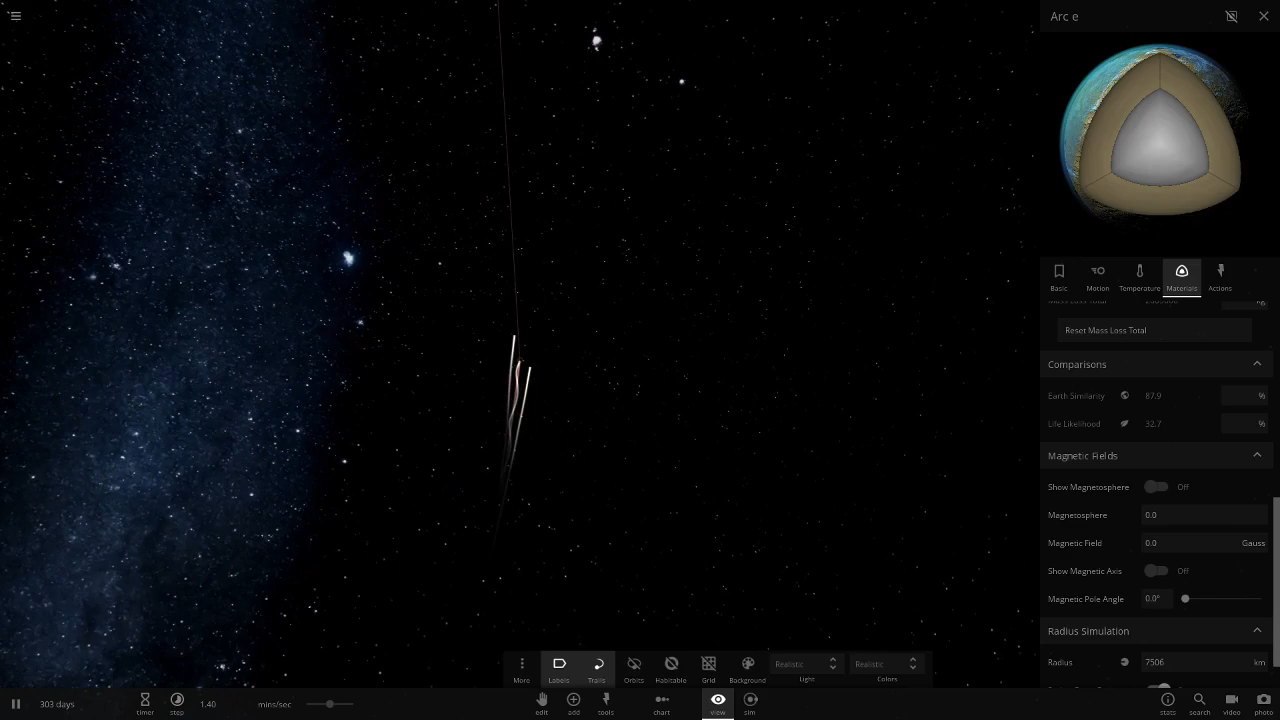 Arc e
Basic Motion Temperature Materials Actions
Reset Mass Loss Total
Comparisons
Earth Similarity 87.9 %
Life Likelihood 32.7 %
Magnetic Fields
Show Magnetosphere Off
Magnetosphere 0.0
Magnetic Field 0.0 Gauss
Show Magnetic Axis Off
Magnetic Pole Angle 0.0°
Radius Simulation
Radius 7506 km
Realistic Realistic
More Labels Trails Orbits Habitable Grid Background Light Colors
303 days timer step 1.40 mins/sec edit add tools chart view sim stats search video photo